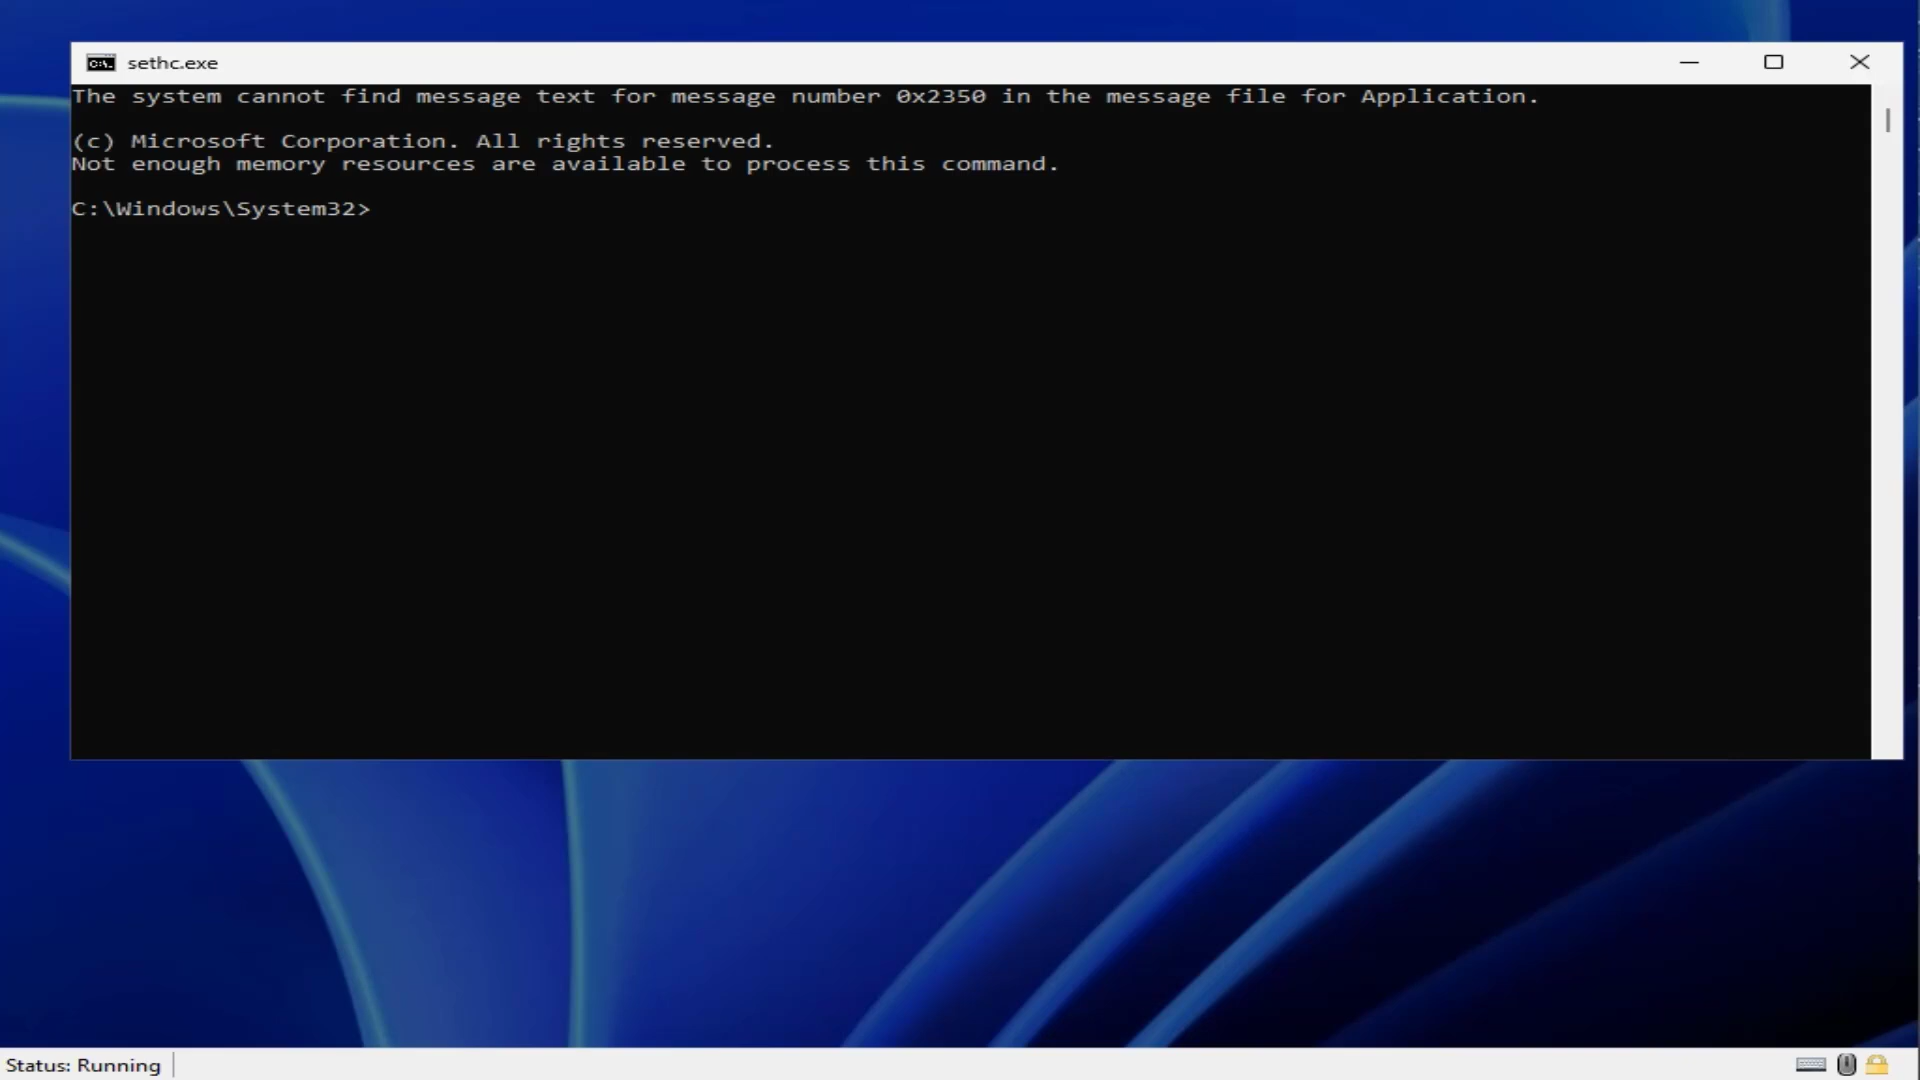 sethc.exe
The system cannot find message text for message number 0x2350 in the message file for Application.
(c) Microsoft Corporation. All rights reserved.
Not enough memory resources are available to process this command.
C:\Windows\System32>
Status: Running